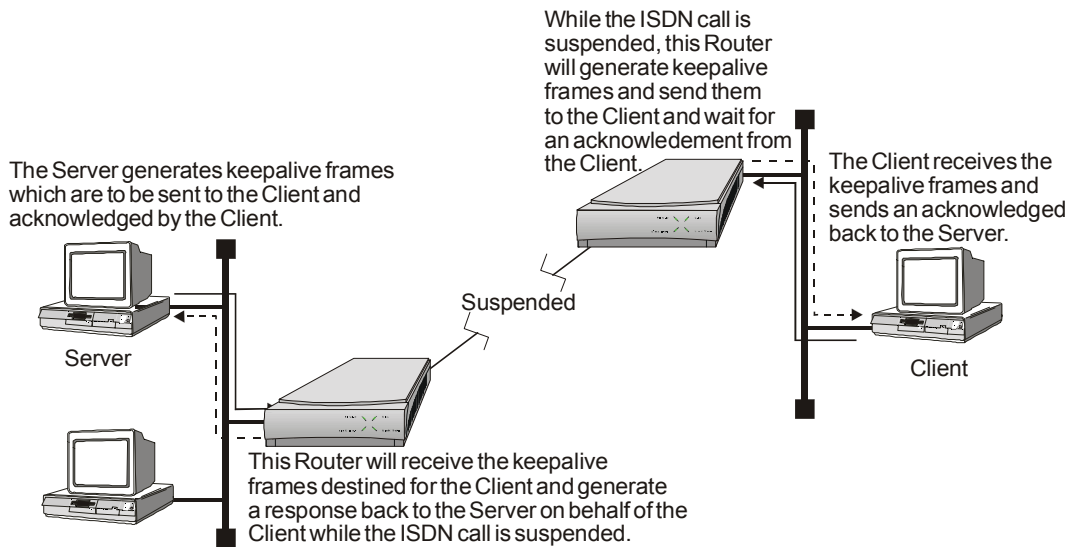 While the ISDN call is
suspended, this Router
will generate keepalive
frames and send them
to the Client and wait for
an acknowledement from
the Client.
The Server generates keepalive frames
which are to be sent to the Client and
acknowledged by the Client.
The Client receives the
keepalive frames and
sends an acknowledged
back to the Server.
Suspended
Server
Client
This Router will receive the keepalive
frames destined for the Client and generate
a response back to the Server on behalf of the
Client while the ISDN call is suspended.